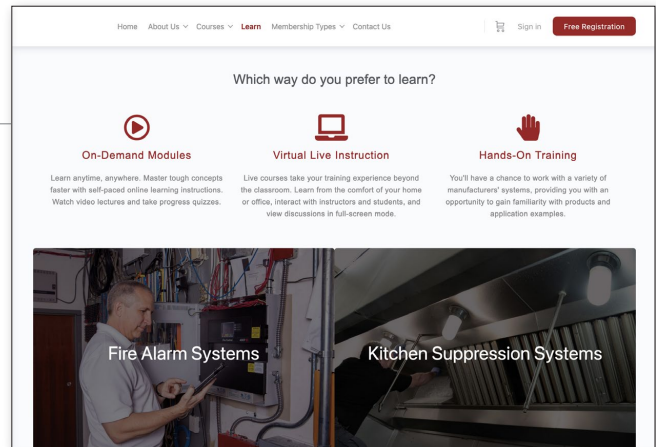 Home About Us Courses Learn Membership Types Contact Us Sign in Free Registration
Which way do you prefer to learn?
On-Demand Modules
Learn anytime, anywhere. Master tough concepts
faster with self-paced online learning instructions.
Watch video lectures and take progress quizzes.
Virtual Live Instruction
Live courses take your training experience beyond
the classroom. Learn from the comfort of your home
or office, interact with instructors and students, and
view discussions in full-screen mode.
Hands-On Training
You'll have a chance to work with a variety of
manufacturers' systems, providing you with an
opportunity to gain familiarity with products and
application examples.
Fire Alarm Systems
Kitchen Suppression Systems